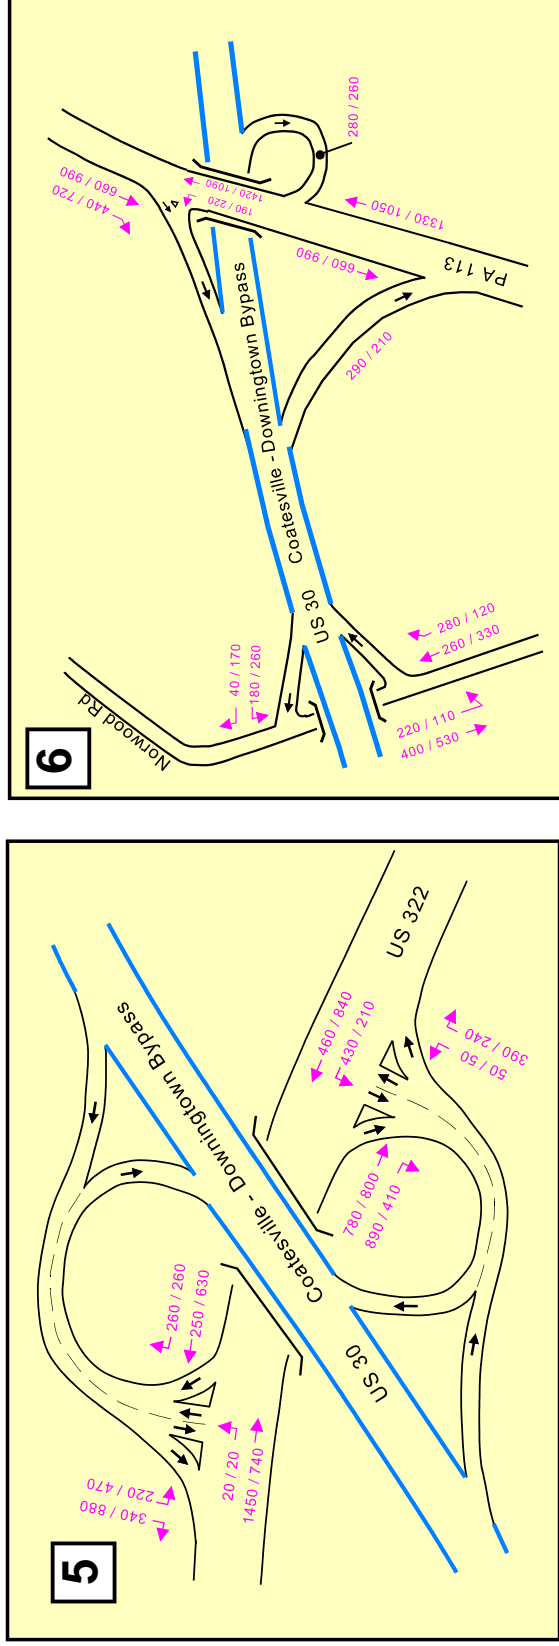 6
Norwood Rd
US 30
Coatesville - Downingtown Bypass
PA 113
660 / 990
440 / 720
1420 / 1090
190 / 220
280 / 260
1330 / 1050
660 / 990
290 / 210
40 / 170
180 / 260
280 / 120
260 / 330
220 / 110
400 / 530
5
US 322
Coatesville - Downingtown Bypass
US 30
460 / 840
430 / 210
390 / 240
50 / 50
780 / 800
890 / 410
260 / 260
250 / 630
220 / 470
340 / 880
20 / 20
1450 / 740